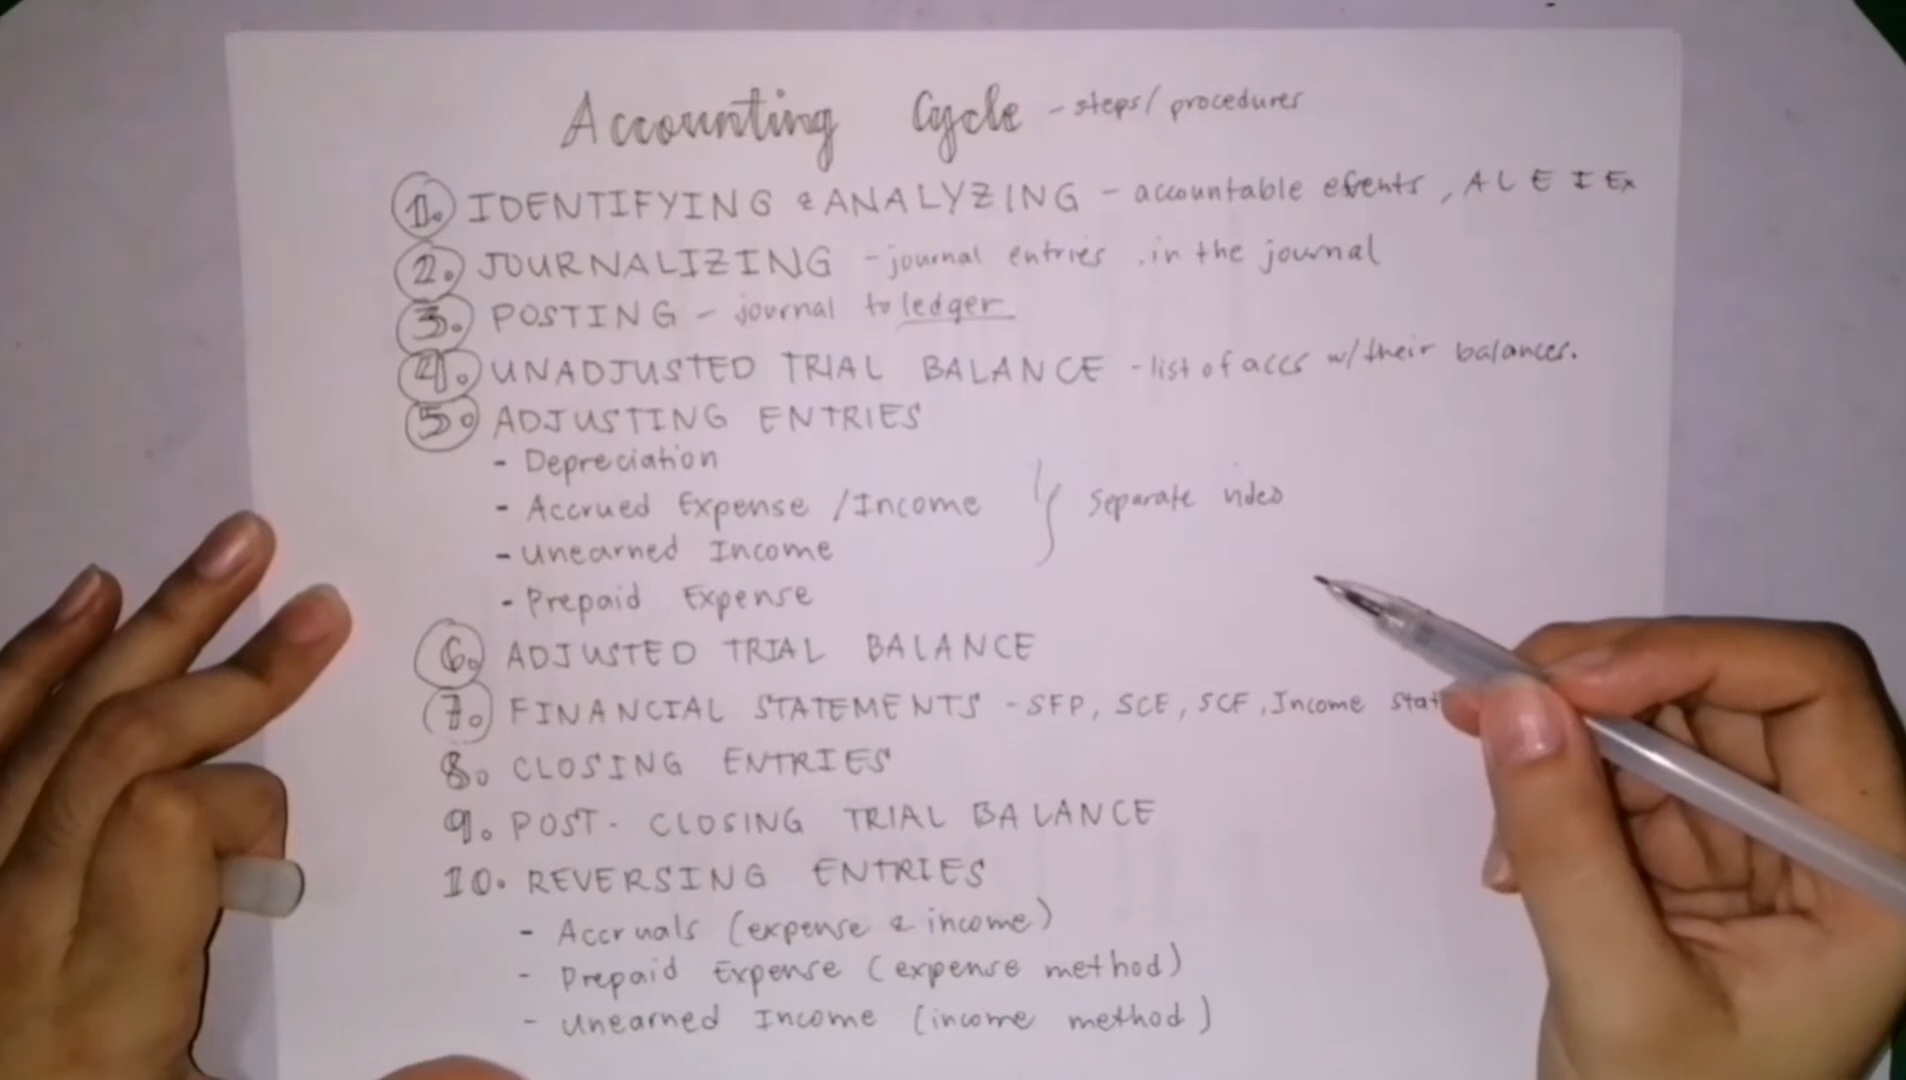 Accounting Cycle - steps/procedures
1. IDENTIFYING & ANALYZING - accountable events, A L E I Ex
2. JOURNALIZING - journal entries in the journal
3. POSTING - journal to ledger
4. UNADJUSTED TRIAL BALANCE - list of accs w/their balances.
5. ADJUSTING ENTRIES
- Depreciation
- Accrued Expense /Income
separate video
- Unearned Income
- Prepaid Expense
6. ADJUSTED TRIAL BALANCE
7. FINANCIAL STATEMENTS - SFP, SCE, SCF, Income Stat
8. CLOSING ENTRIES
9. POST-CLOSING TRIAL BALANCE
10. REVERSING ENTRIES
- Accruals (expense & income)
- Prepaid Expense (expense method)
- Unearned Income (income method)